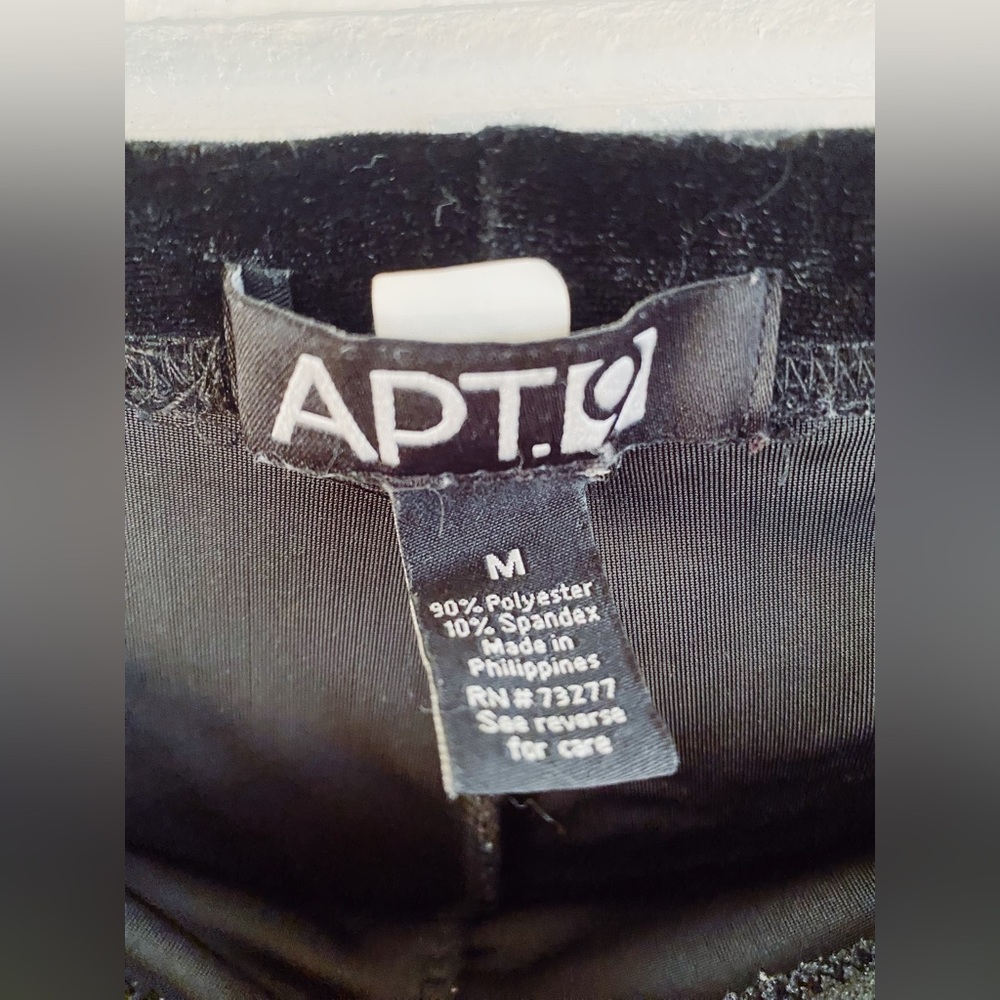 APT.9
M
90% Polyester
10% Spandex
Made in
Philippines
RN # 73277
See reverse
for care